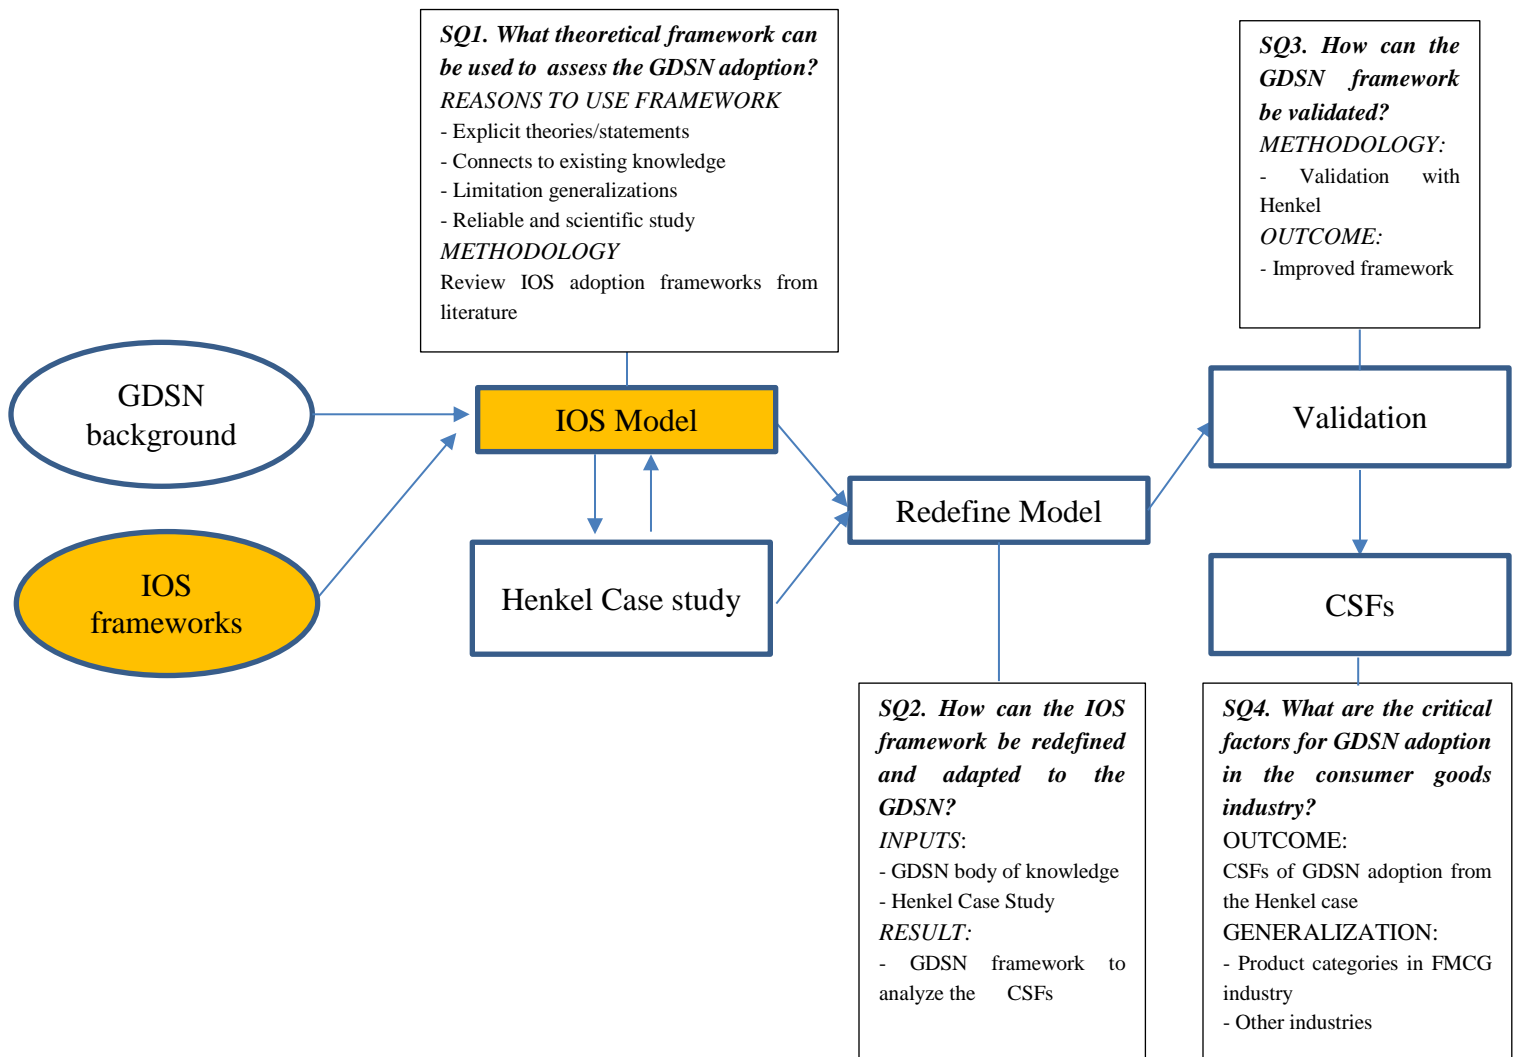 SQ1. What theoretical framework can
be used to assess the GDSN adoption?
REASONS TO USE FRAMEWORK
- Explicit theories/statements
- Connects to existing knowledge
- Limitation generalizations
- Reliable and scientific study
METHODOLOGY
Review IOS adoption frameworks from
literature
SQ3. How can the
GDSN framework
be validated?
METHODOLOGY:
- Validation with
Henkel
OUTCOME:
- Improved framework
GDSN
background
IOS Model
Validation
IOS
frameworks
Henkel Case study
Redefine Model
CSFs
SQ2. How can the IOS
framework be redefined
and adapted to the
GDSN?
INPUTS:
- GDSN body of knowledge
- Henkel Case Study
RESULT:
- GDSN framework to
analyze the CSFs
SQ4. What are the critical
factors for GDSN adoption
in the consumer goods
industry?
OUTCOME:
CSFs of GDSN adoption from
the Henkel case
GENERALIZATION:
- Product categories in FMCG
industry
- Other industries